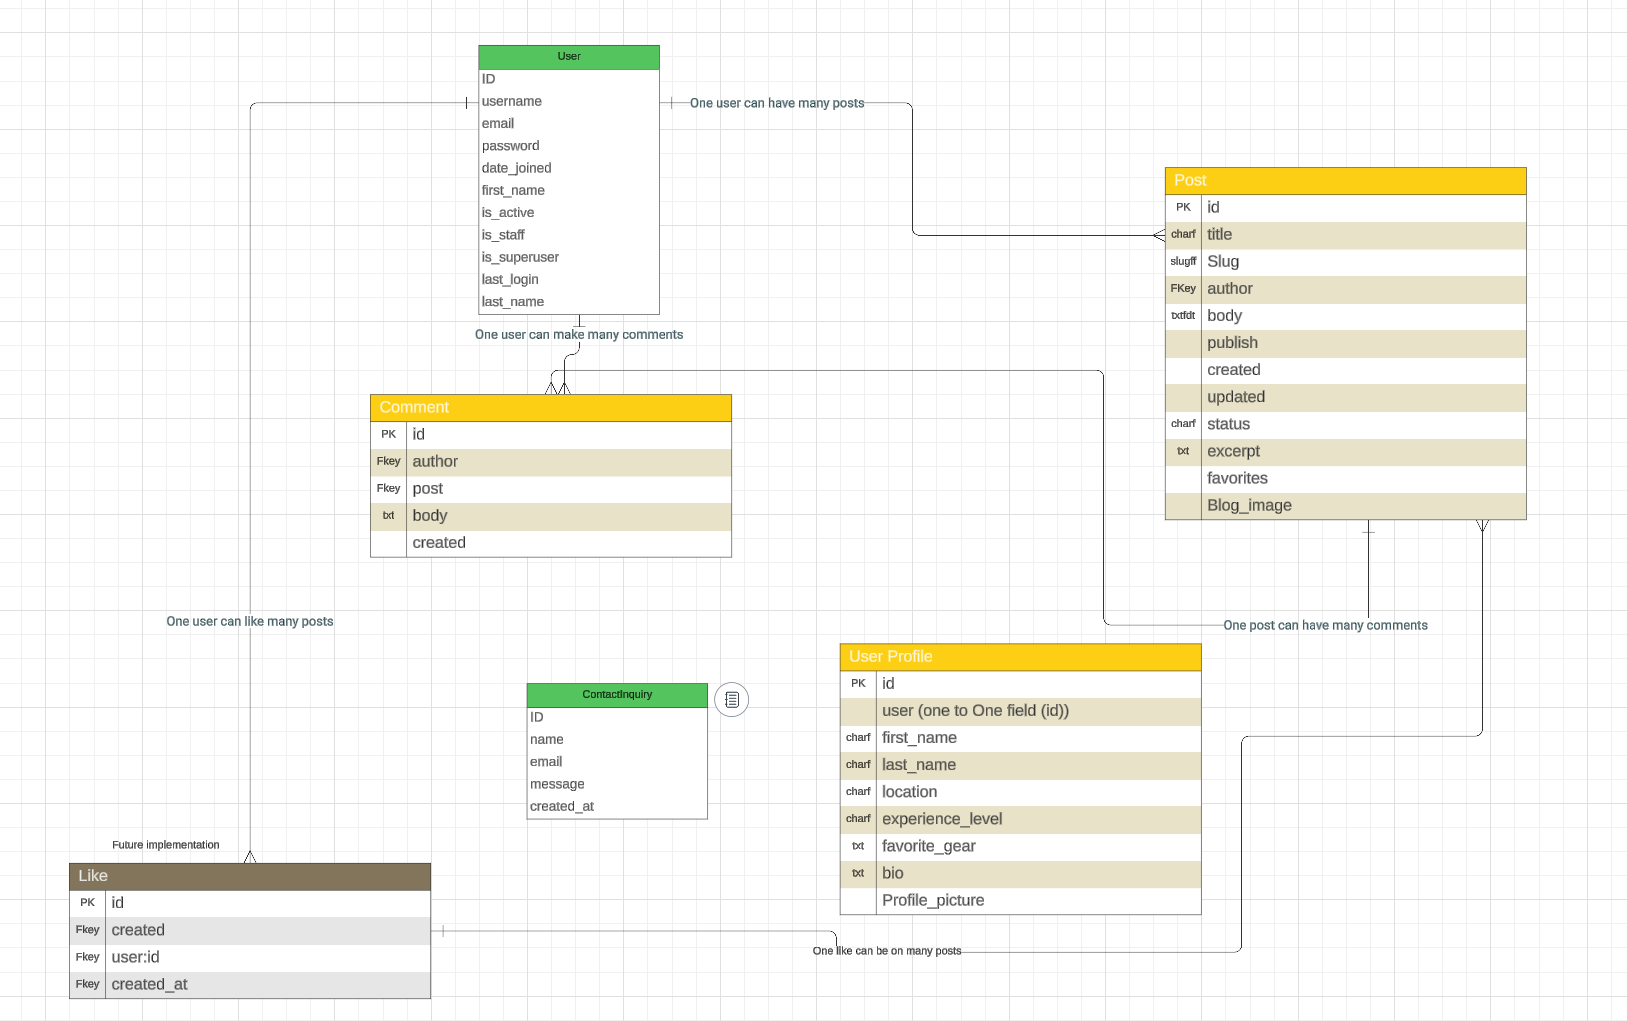 User
ID
username
email
password
date_joined
first_name
is_active
is_staff
is_superuser
last_login
last_name
One user can have many posts
One user can make many comments
Post
PK id
charf title
slugff Slug
FKey author
txtfdt body
publish
created
updated
charf status
txt excerpt
favorites
Blog_image
Comment
PK id
Fkey author
Fkey post
txt body
created
One user can like many posts
One post can have many comments
ContactInquiry
ID
name
email
message
created_at
User Profile
PK id
user (one to One field (id))
charf first_name
charf last_name
charf location
charf experience_level
txt favorite_gear
txt bio
Profile_picture
Future implementation
Like
PK id
Fkey created
Fkey user:id
Fkey created_at
One like can be on many posts